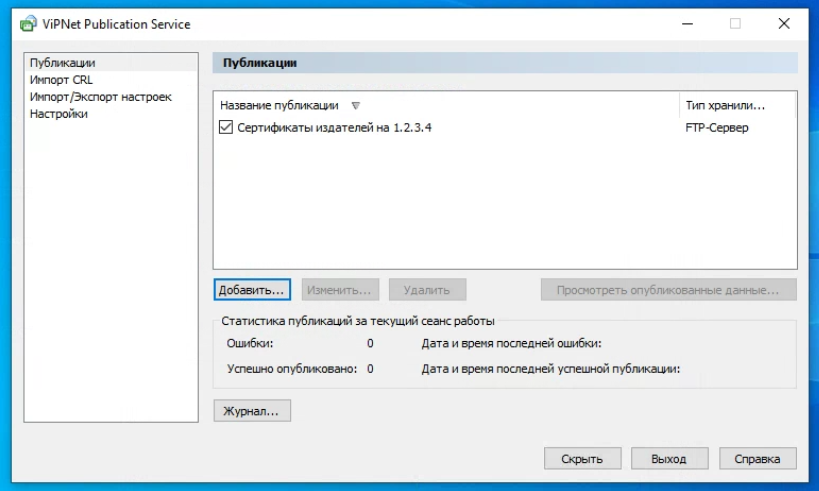 ViPNet Publication Service
Публикации
Импорт CRL
Импорт/Экспорт настроек
Настройки
Публикации
Название публикации Тип хранили...
Сертификаты издателей на 1.2.3.4 FTP-Сервер
Добавить... Изменить... Удалить Просмотреть опубликованные данные...
Статистика публикаций за текущий сеанс работы
Ошибки: 0 Дата и время последней ошибки:
Успешно опубликовано: 0 Дата и время последней успешной публикации:
Журнал...
Скрыть Выход Справка